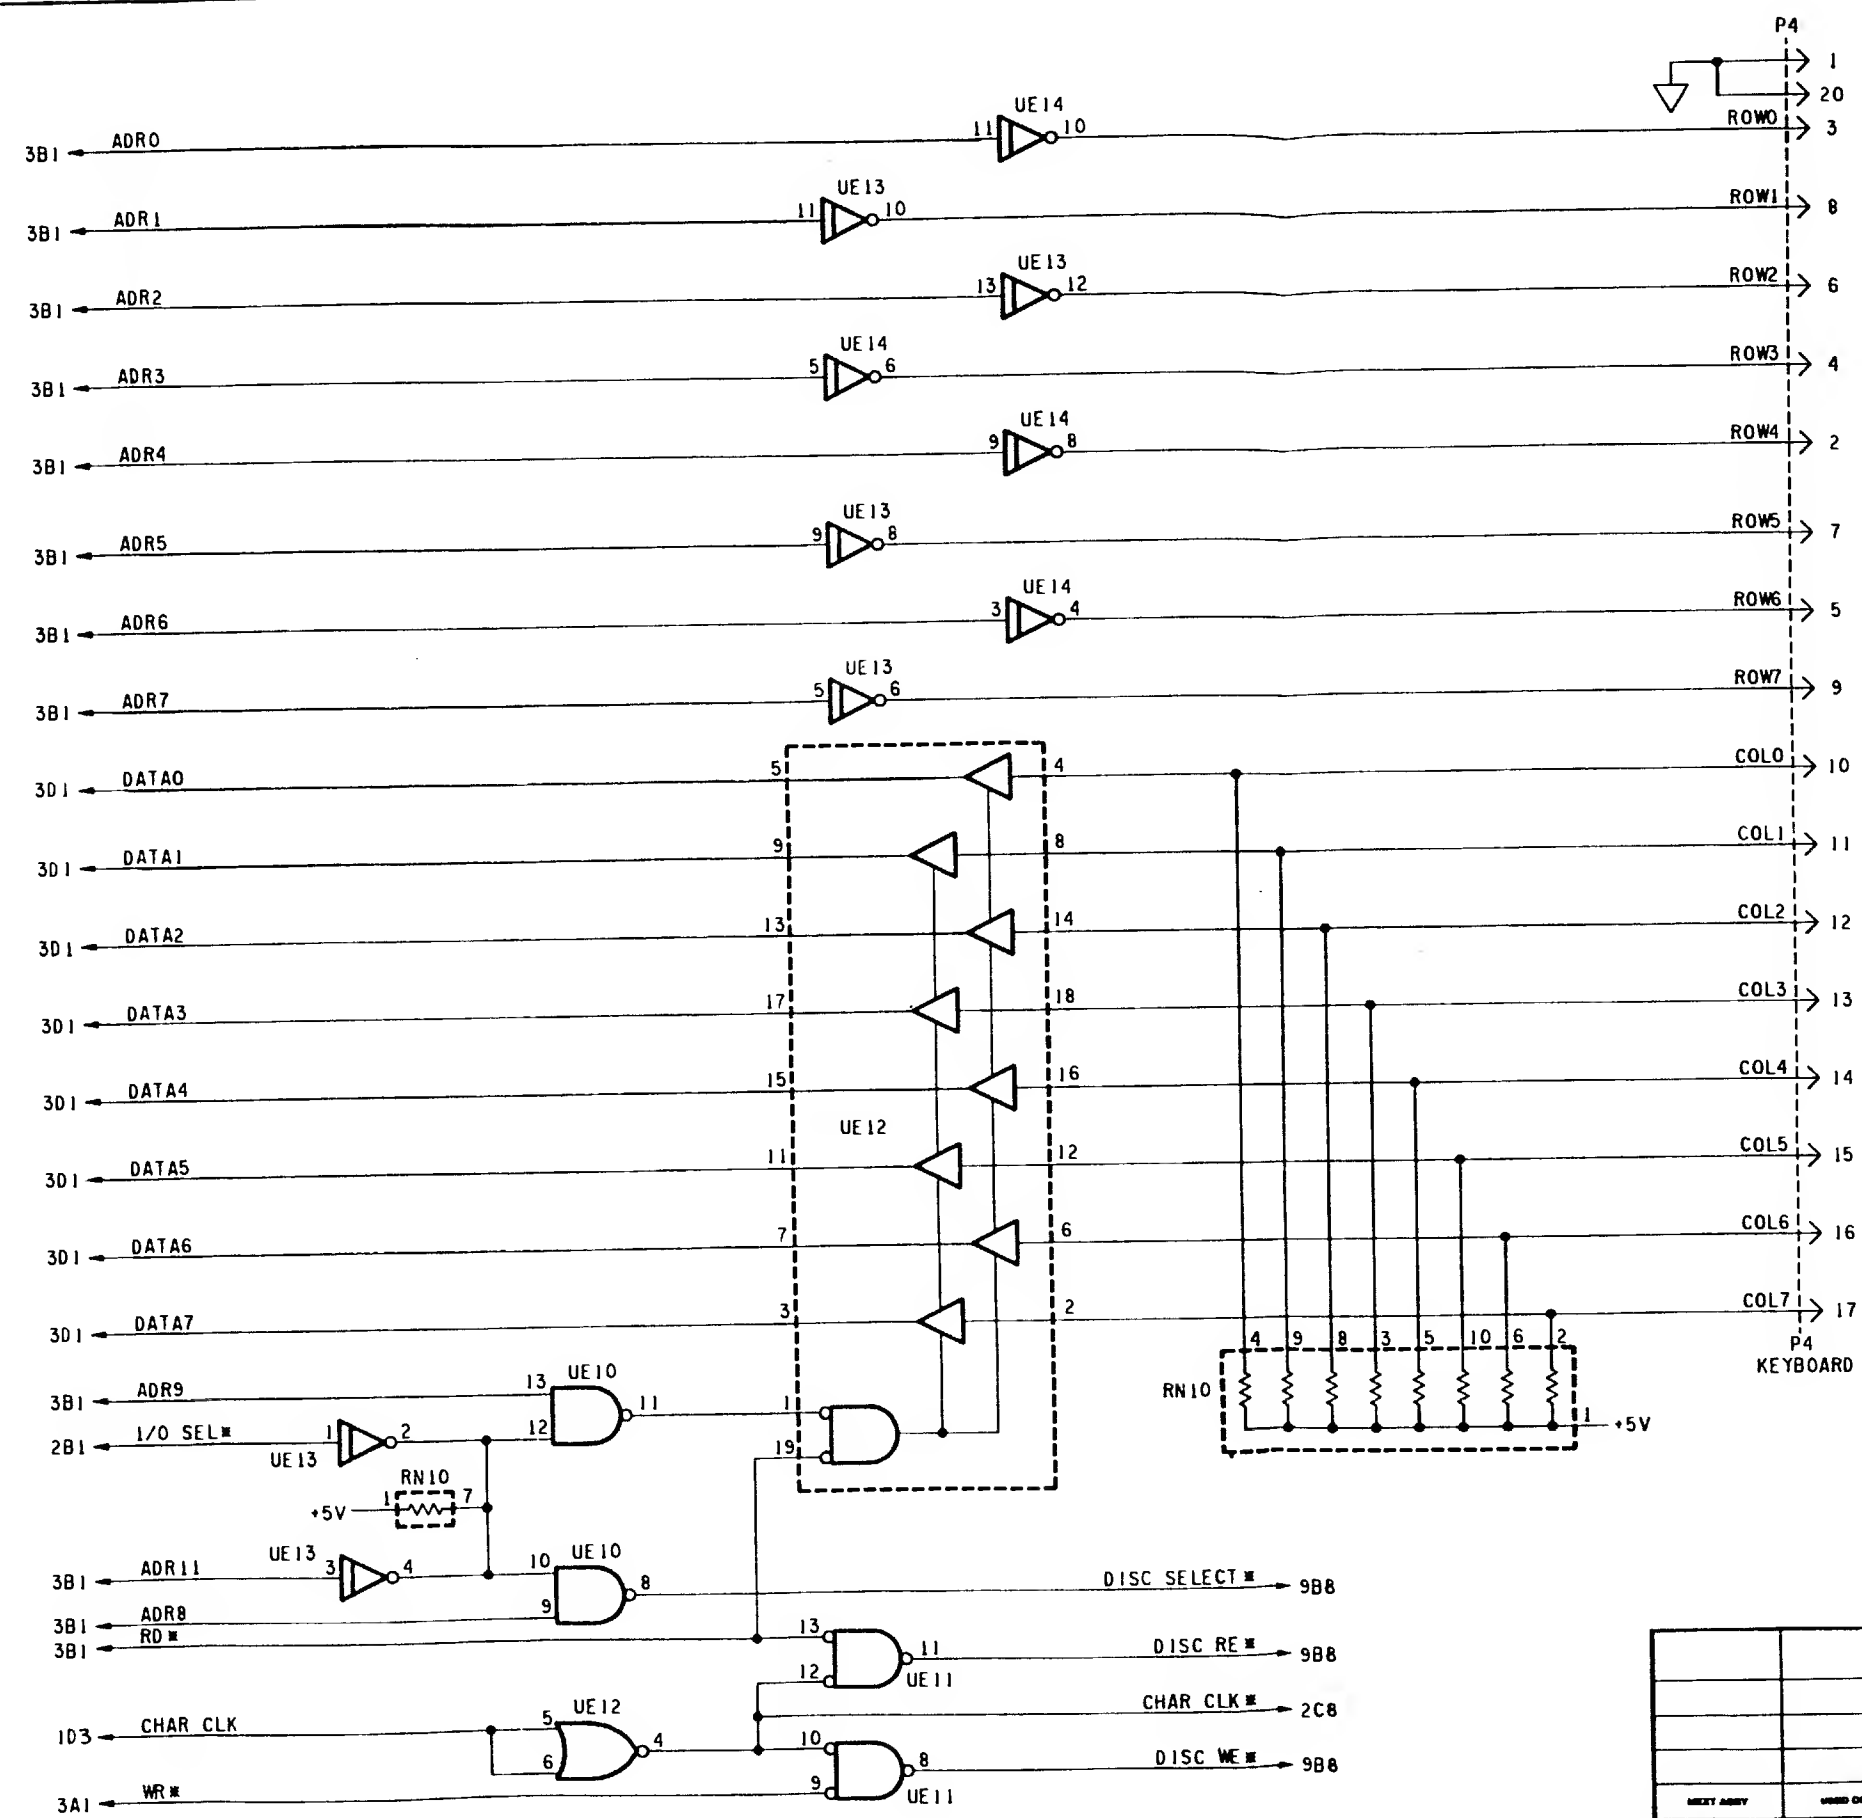 P4
1
20
UE14
3B1 ADR0 11 10 ROW0 3
UE13
3B1 ADR1 11 10 ROW1 8
UE13
3B1 ADR2 13 12 ROW2 6
UE14
3B1 ADR3 5 6 ROW3 4
UE14
3B1 ADR4 9 8 ROW4 2
UE13
3B1 ADR5 9 8 ROW5 7
UE14
3B1 ADR6 3 4 ROW6 5
UE13
3B1 ADR7 5 6 ROW7 9
3D1 DATA0 5 4 COL0 10
3D1 DATA1 9 8 COL1 11
3D1 DATA2 13 14 COL2 12
3D1 DATA3 17 18 COL3 13
3D1 DATA4 15 16 COL4 14
UE12
3D1 DATA5 11 12 COL5 15
3D1 DATA6 7 6 COL6 16
3D1 DATA7 3 2 COL7 17
4 9 8 3 5 10 6 2
P4
KEYBOARD
RN10
1 +5V
UE10
3B1 ADR9 13 11 1
2B1 I/O SEL* 1 2 12
UE13
19
RN10
+5V 1 7
UE13 UE10
3B1 ADR11 3 4 10 8 DISC SELECT* 9B8
3B1 ADR8 9
3B1 RD* 13 11 DISC RE* 9B8
12 UE11
UE12
CHAR CLK* 2C8
1D3 CHAR CLK 5 4
6
10 8 DISC WE* 9B8
3A1 WR* 9 UE11
NEXT ASSY